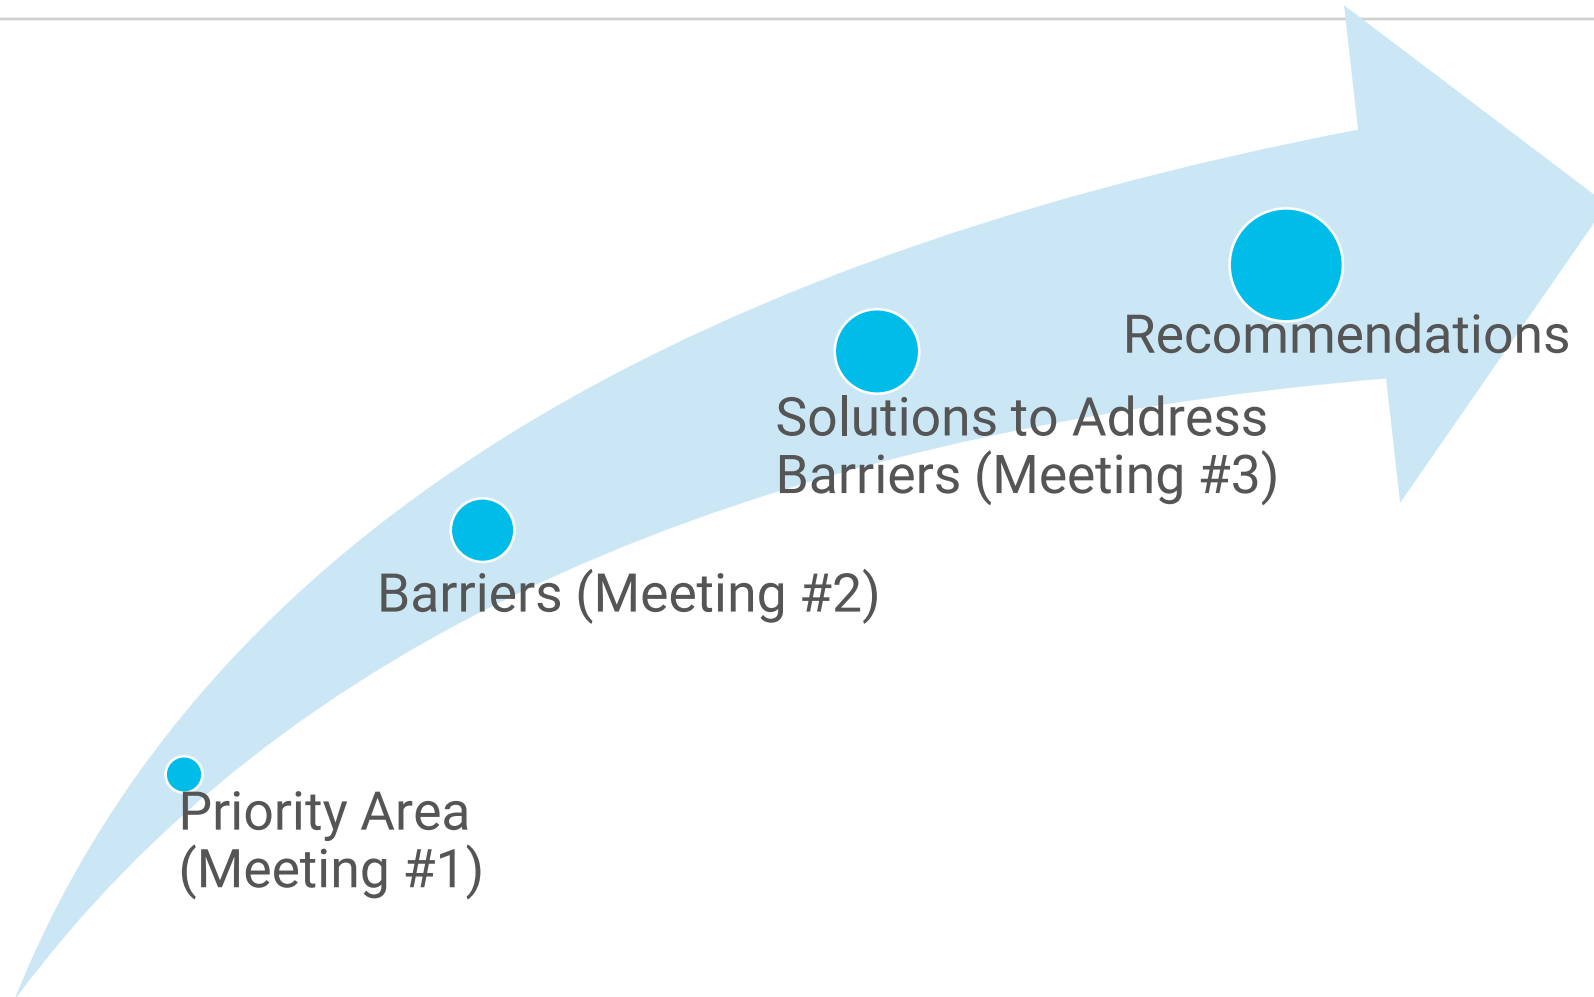 Recommendations
Solutions to Address
Barriers (Meeting #3)
Barriers (Meeting #2)
Priority Area
(Meeting #1)